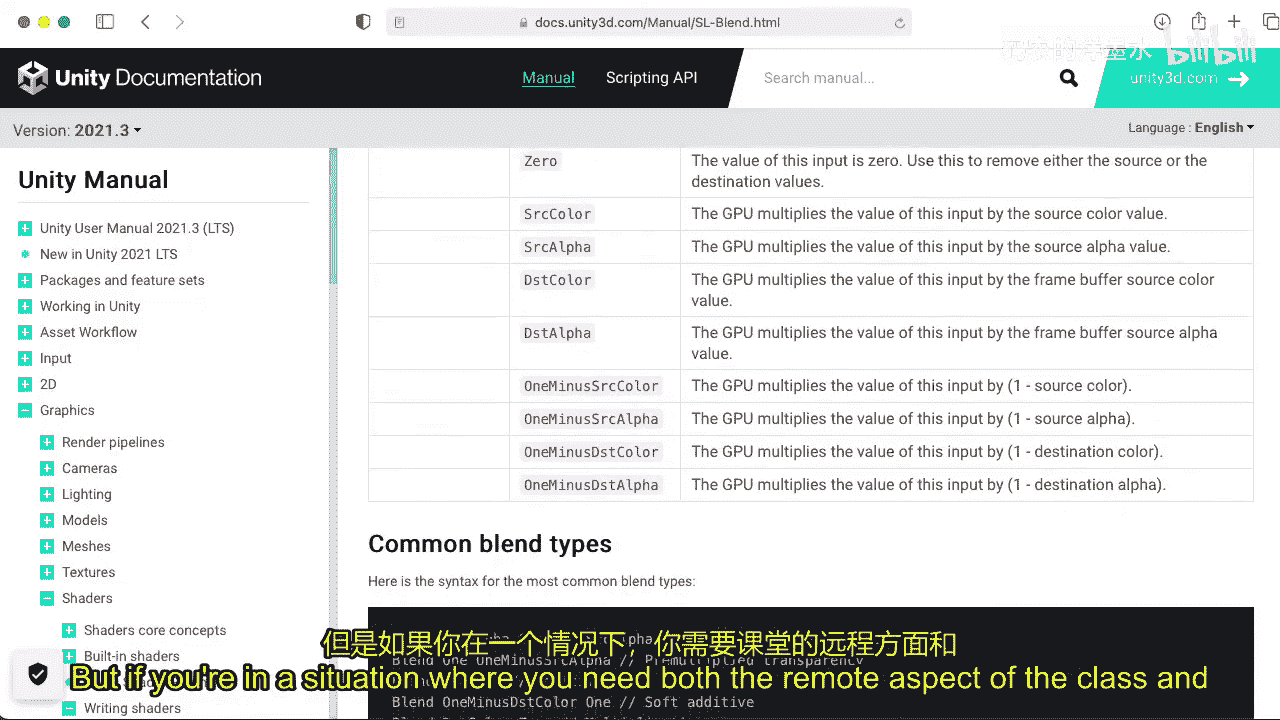 docs.unity3d.com/Manual/SL-Blend.html
bilibili
Unity Documentation
Manual
Scripting API
Search manual...
unity3d.com
Version: 2021.3
Language : English
Unity Manual
Unity User Manual 2021.3 (LTS)
New in Unity 2021 LTS
Packages and feature sets
Working in Unity
Asset Workflow
Input
2D
Graphics
Render pipelines
Cameras
Lighting
Models
Meshes
Textures
Shaders
Shaders core concepts
Built-in shaders
Writing shaders
Zero
The value of this input is zero. Use this to remove either the source or the
destination values.
SrcColor
The GPU multiplies the value of this input by the source color value.
SrcAlpha
The GPU multiplies the value of this input by the source alpha value.
DstColor
The GPU multiplies the value of this input by the frame buffer source color
value.
DstAlpha
The GPU multiplies the value of this input by the frame buffer source alpha
value.
OneMinusSrcColor
The GPU multiplies the value of this input by (1 - source color).
OneMinusSrcAlpha
The GPU multiplies the value of this input by (1 - source alpha).
OneMinusDstColor
The GPU multiplies the value of this input by (1 - destination color).
OneMinusDstAlpha
The GPU multiplies the value of this input by (1 - destination alpha).
Common blend types
Here is the syntax for the most common blend types:
Blend One OneMinusSrcAlpha // Premultiplied transparency
Blend OneMinusDstColor One // Soft additive
但是如果你在一个情况下，你需要课堂的远程方面和
But if you're in a situation where you need both the remote aspect of the class and